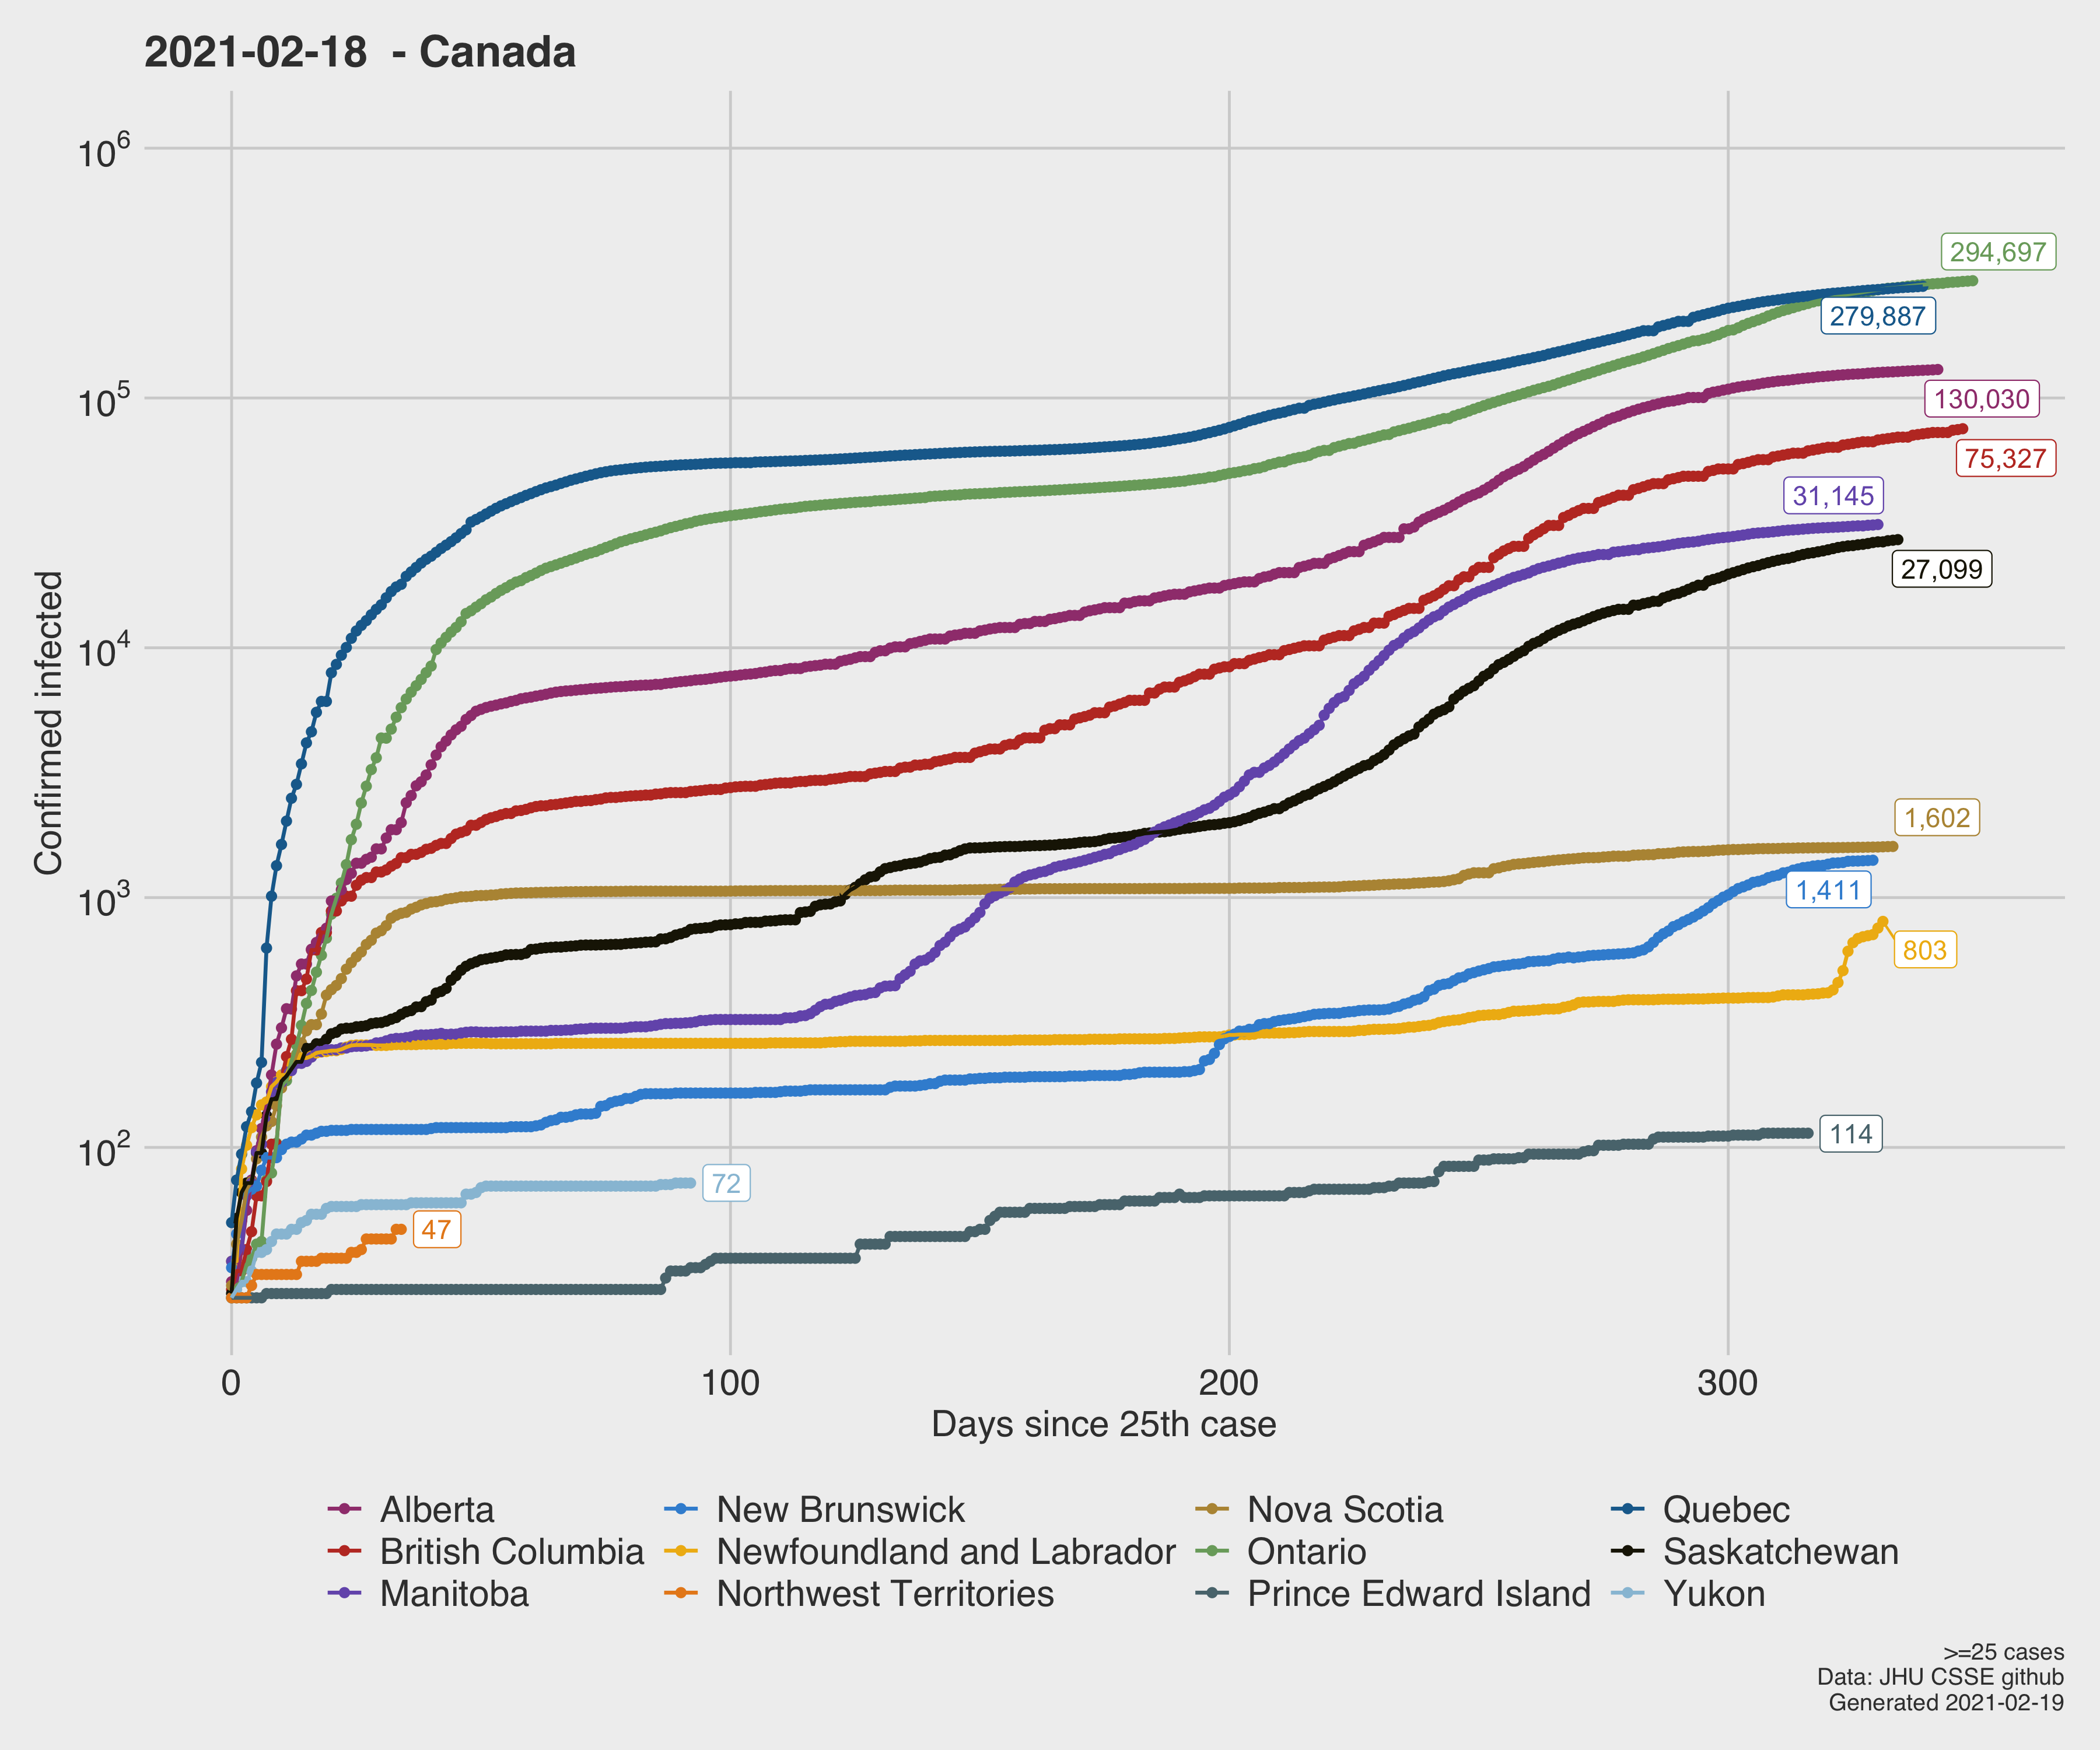 2021-02-18  - Canada
10^6
10^5
10^4
10^3
10^2
Confirmed infected
294,697
279,887
130,030
75,327
31,145
27,099
1,602
1,411
803
114
72
47
0 100 200 300
Days since 25th case
Alberta New Brunswick Nova Scotia Quebec
British Columbia Newfoundland and Labrador Ontario Saskatchewan
Manitoba Northwest Territories Prince Edward Island Yukon
>=25 cases
Data: JHU CSSE github
Generated 2021-02-19